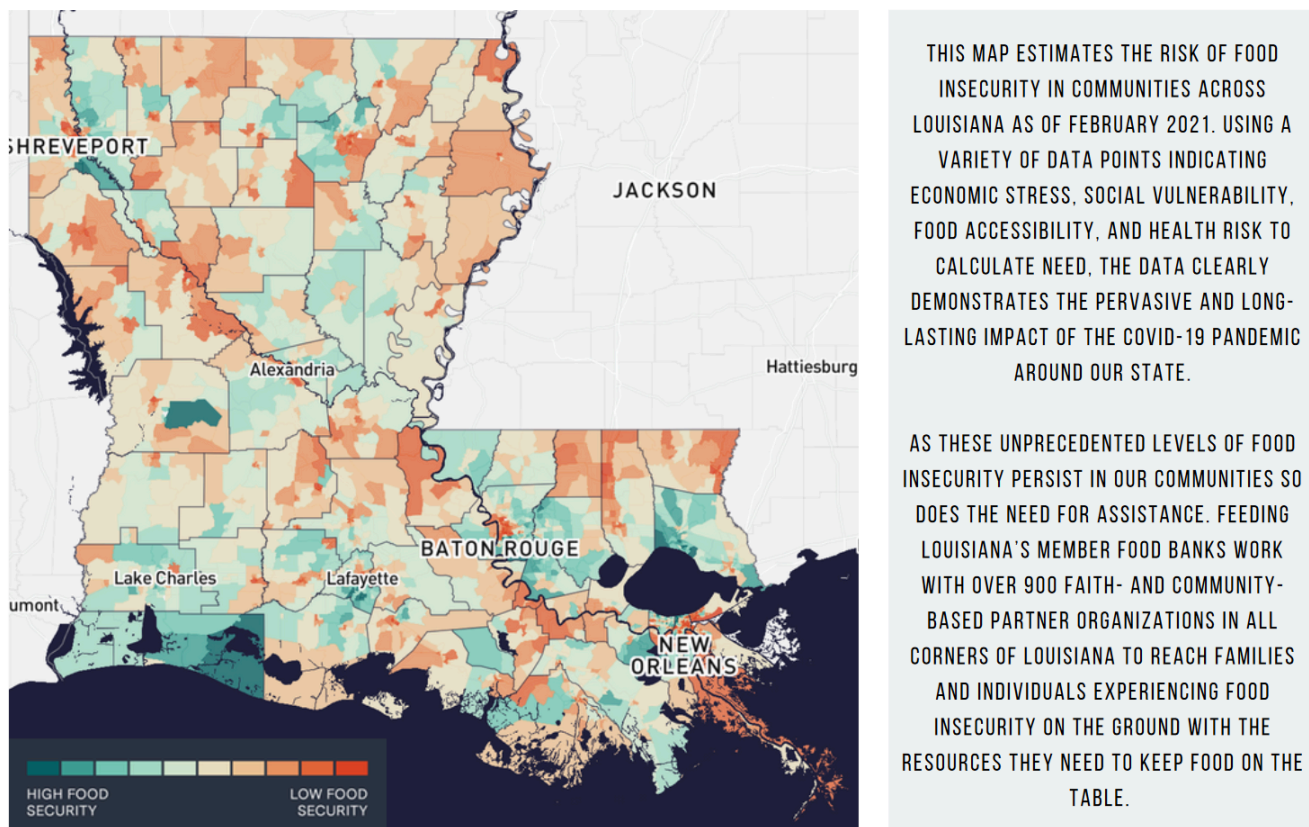 SHREVEPORT
JACKSON
Alexandria
Hattiesburg
BATON ROUGE
Lake Charles
Lafayette
umont
NEW
ORLEANS
HIGH FOOD
SECURITY
LOW FOOD
SECURITY
THIS MAP ESTIMATES THE RISK OF FOOD
INSECURITY IN COMMUNITIES ACROSS
LOUISIANA AS OF FEBRUARY 2021. USING A
VARIETY OF DATA POINTS INDICATING
ECONOMIC STRESS, SOCIAL VULNERABILITY,
FOOD ACCESSIBILITY, AND HEALTH RISK TO
CALCULATE NEED, THE DATA CLEARLY
DEMONSTRATES THE PERVASIVE AND LONG-
LASTING IMPACT OF THE COVID-19 PANDEMIC
AROUND OUR STATE.
AS THESE UNPRECEDENTED LEVELS OF FOOD
INSECURITY PERSIST IN OUR COMMUNITIES SO
DOES THE NEED FOR ASSISTANCE. FEEDING
LOUISIANA'S MEMBER FOOD BANKS WORK
WITH OVER 900 FAITH- AND COMMUNITY-
BASED PARTNER ORGANIZATIONS IN ALL
CORNERS OF LOUISIANA TO REACH FAMILIES
AND INDIVIDUALS EXPERIENCING FOOD
INSECURITY ON THE GROUND WITH THE
RESOURCES THEY NEED TO KEEP FOOD ON THE
TABLE.